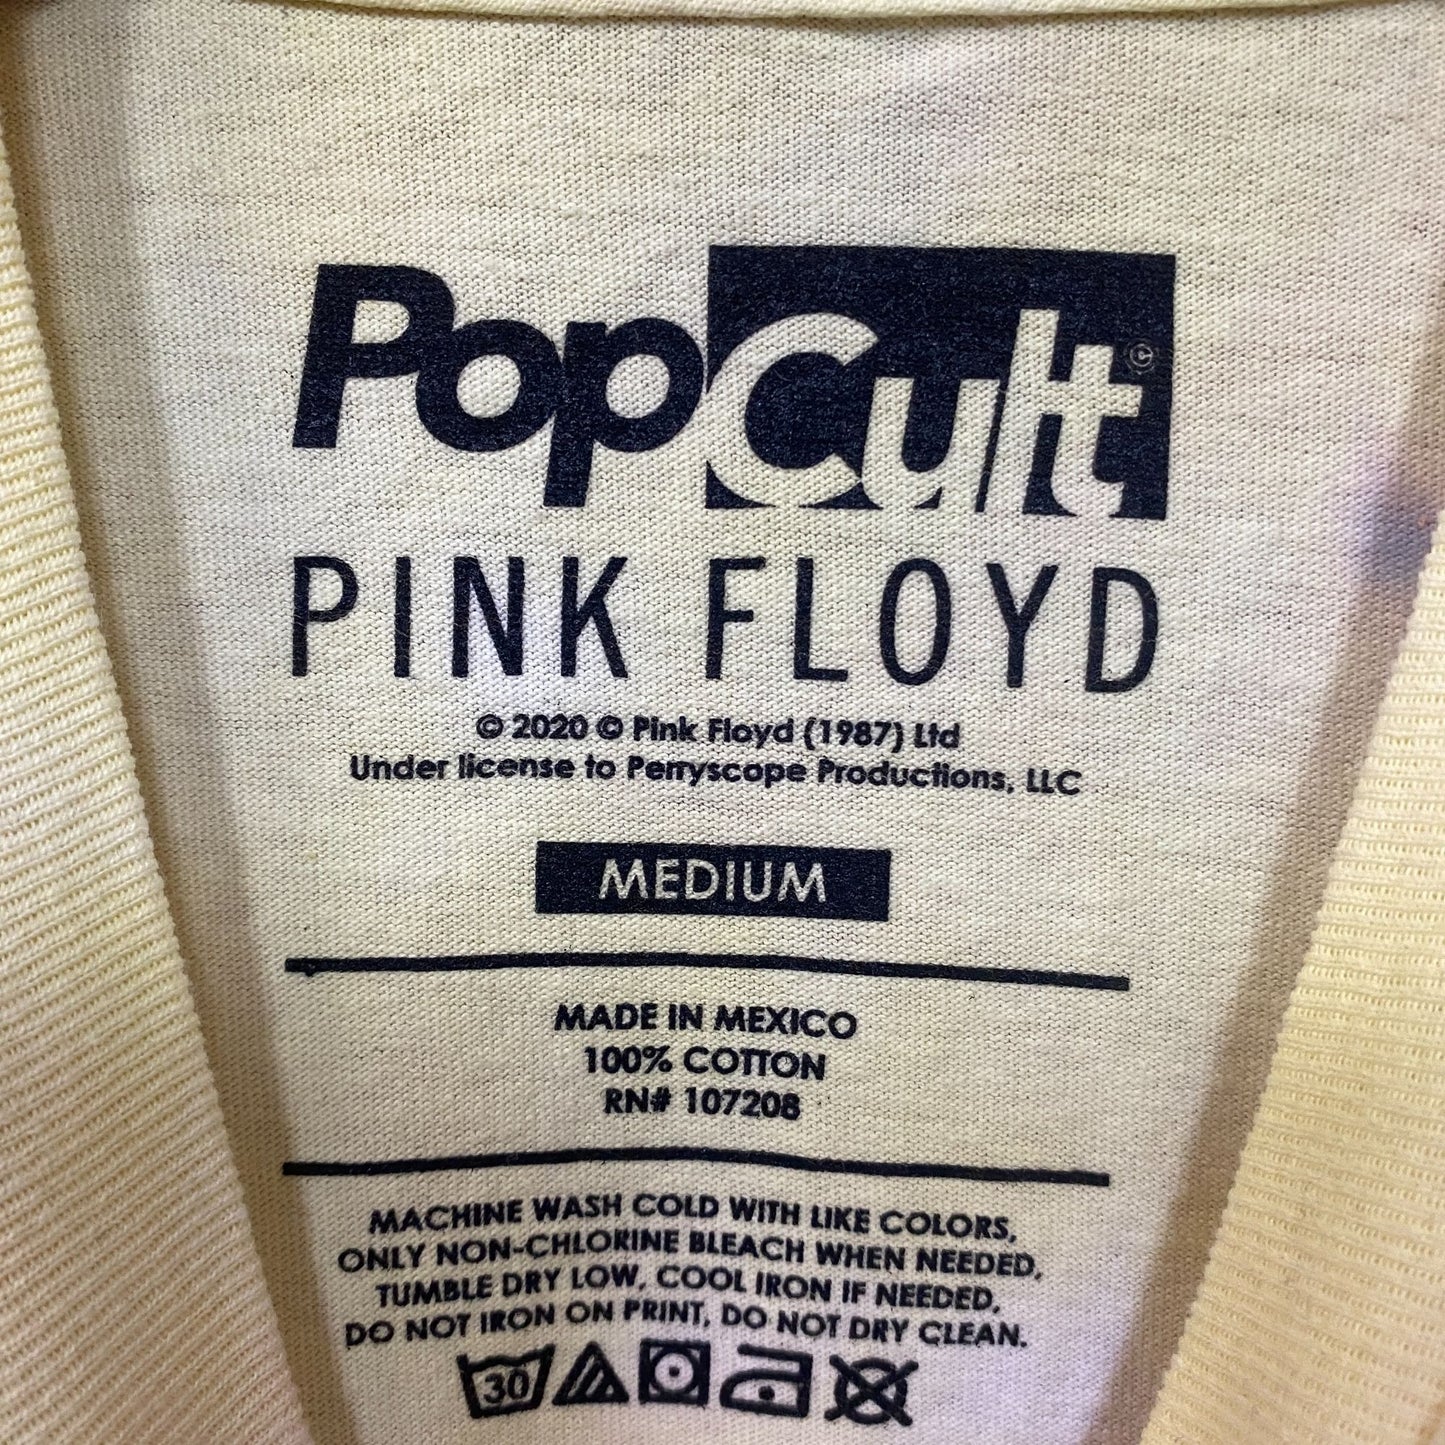 PopCult ©
PINK FLOYD
© 2020 © Pink Floyd (1987) Ltd
Under license to Perryscope Productions, LLC
MEDIUM
MADE IN MEXICO
100% COTTON
RN# 107208
MACHINE WASH COLD WITH LIKE COLORS,
ONLY NON-CHLORINE BLEACH WHEN NEEDED,
TUMBLE DRY LOW, COOL IRON IF NEEDED,
DO NOT IRON ON PRINT, DO NOT DRY CLEAN.
30